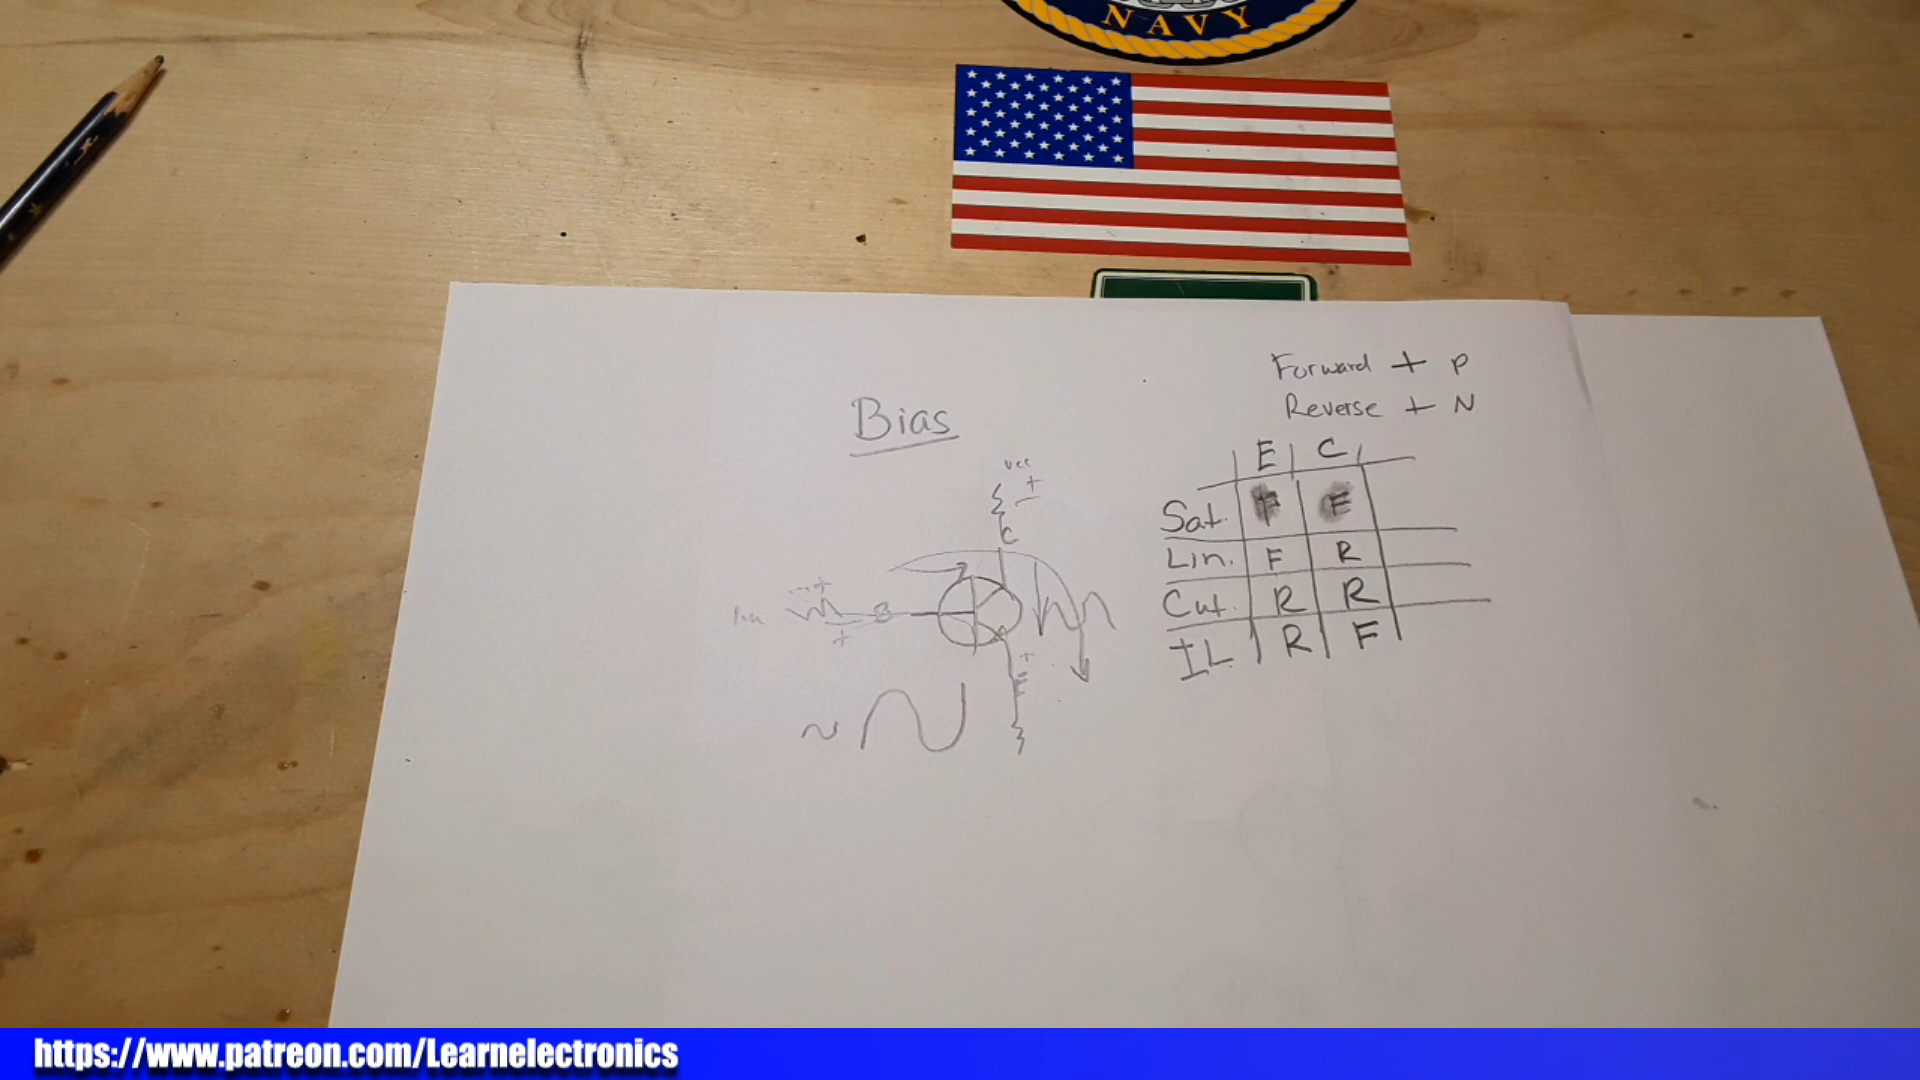 NAVY
Forward + P
Reverse + N
Bias
E C
Sat. F F
Lin. F R
Cut. R R
IL R F
Vcc
+
-
C
+
B
+
+
E
https://www.patreon.com/Learnelectronics